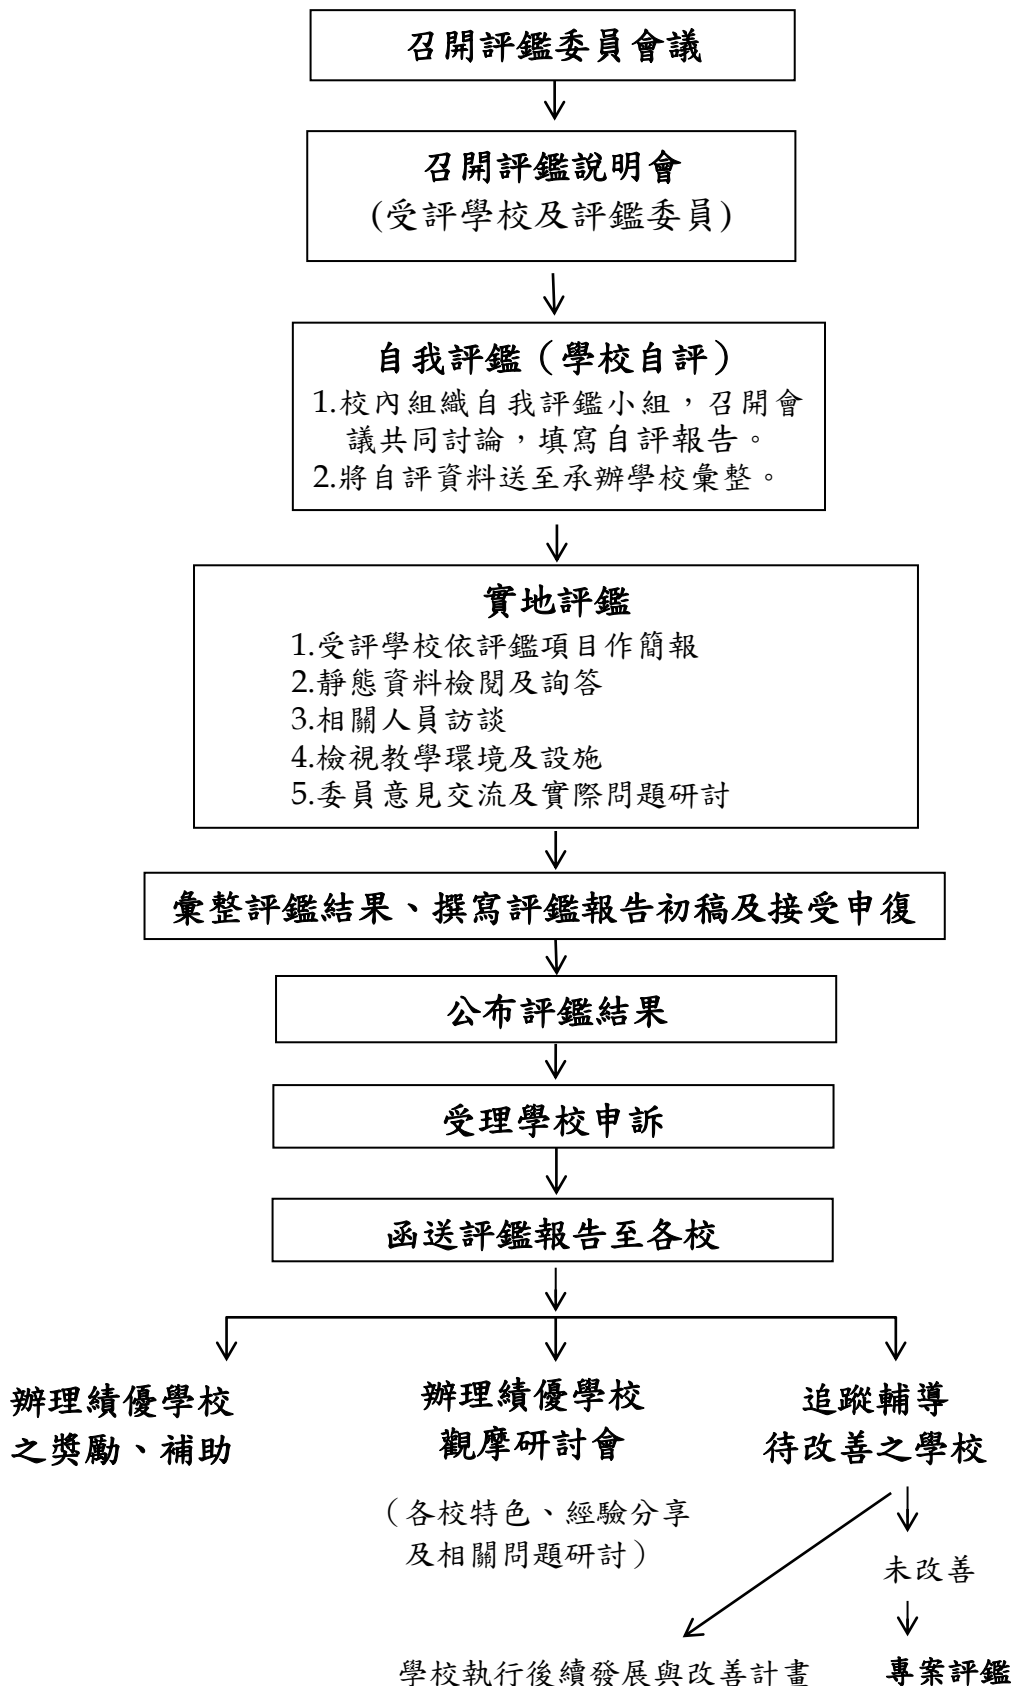 召開評鑑委員會議
召開評鑑說明會
(受評學校及評鑑委員)
自我評鑑（學校自評）
1.校內組織自我評鑑小組，召開會
議共同討論，填寫自評報告。
2.將自評資料送至承辦學校彙整。
實地評鑑
1.受評學校依評鑑項目作簡報
2.靜態資料檢閱及詢答
3.相關人員訪談
4.檢視教學環境及設施
5.委員意見交流及實際問題研討
彙整評鑑結果、撰寫評鑑報告初稿及接受申復
公布評鑑結果
受理學校申訴
函送評鑑報告至各校
辦理績優學校
之獎勵、補助
辦理績優學校
觀摩研討會
（各校特色、經驗分享
及相關問題研討）
追蹤輔導
待改善之學校
未改善
學校執行後續發展與改善計畫
專案評鑑